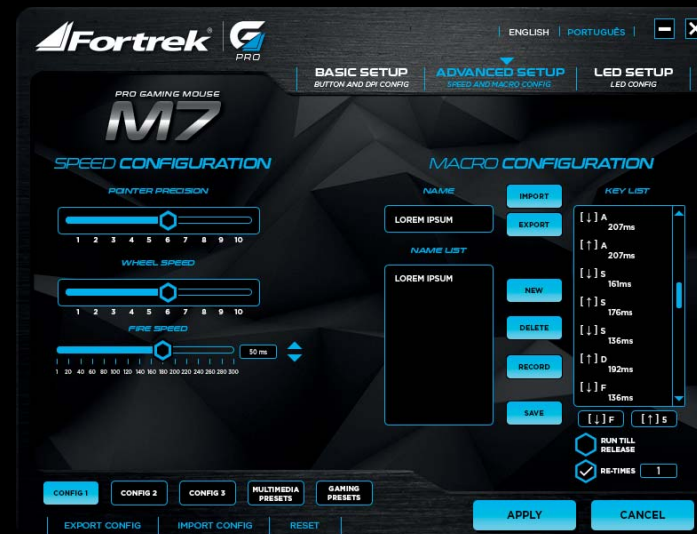 Fortrek G
PRO
ENGLISH | PORTUGUÊS |
BASIC SETUP
BUTTON AND DPI CONFIG
ADVANCED SETUP
SPEED AND MACRO CONFIG
LED SETUP
LED CONFIG
PRO GAMING MOUSE
M7
SPEED CONFIGURATION
POINTER PRECISION
1 2 3 4 5 6 7 8 9 10
WHEEL SPEED
1 2 3 4 5 6 7 8 9 10
FIRE SPEED
50 ms
1 20 40 60 80 100 120 140 160 180 200 220 240 260 280 300
MACRO CONFIGURATION
NAME
LOREM IPSUM
NAME LIST
LOREM IPSUM
IMPORT
EXPORT
NEW
DELETE
RECORD
SAVE
KEY LIST
[↓] A
207ms
[↑] A
207ms
[↓] S
161ms
[↑] S
176ms
[↓] S
136ms
[↑] D
192ms
[↓] F
136ms
[↓] F
[↑] 5
RUN TILL
RELEASE
RE-TIMES 1
CONFIG 1
CONFIG 2
CONFIG 3
MULTIMEDIA
PRESETS
GAMING
PRESETS
EXPORT CONFIG | IMPORT CONFIG | RESET |
APPLY
CANCEL